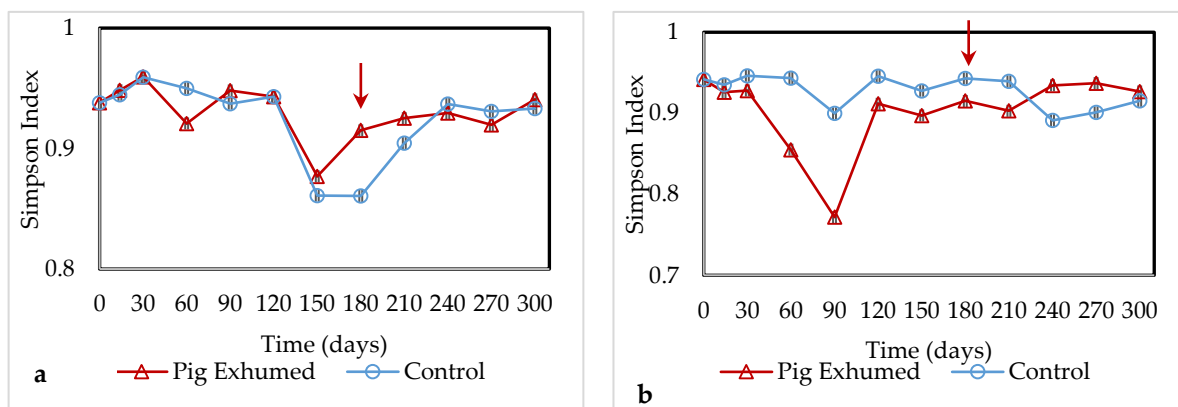 1
0.9
0.8
Simpson Index
0 30 60 90 120 150 180 210 240 270 300
Time (days)
Pig Exhumed Control
a
1
0.9
0.8
0.7
Simpson Index
0 30 60 90 120 150 180 210 240 270 300
Time (days)
Pig Exhumed Control
b